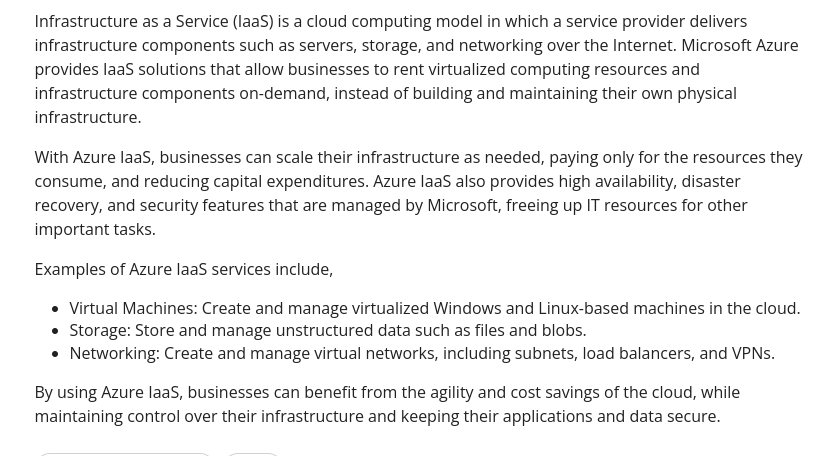 Infrastructure as a Service (IaaS) is a cloud computing model in which a service provider delivers
infrastructure components such as servers, storage, and networking over the Internet. Microsoft Azure
provides IaaS solutions that allow businesses to rent virtualized computing resources and
infrastructure components on-demand, instead of building and maintaining their own physical
infrastructure.
With Azure IaaS, businesses can scale their infrastructure as needed, paying only for the resources they
consume, and reducing capital expenditures. Azure IaaS also provides high availability, disaster
recovery, and security features that are managed by Microsoft, freeing up IT resources for other
important tasks.
Examples of Azure IaaS services include,
• Virtual Machines: Create and manage virtualized Windows and Linux-based machines in the cloud.
• Storage: Store and manage unstructured data such as files and blobs.
• Networking: Create and manage virtual networks, including subnets, load balancers, and VPNs.
By using Azure IaaS, businesses can benefit from the agility and cost savings of the cloud, while
maintaining control over their infrastructure and keeping their applications and data secure.